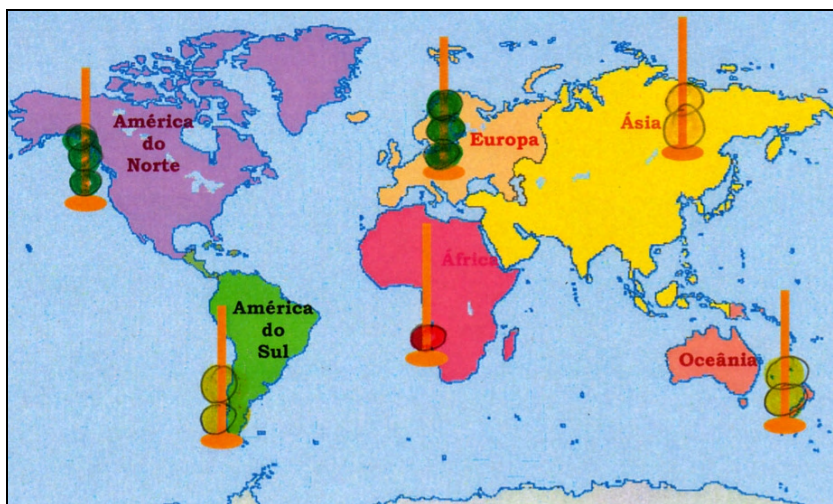 América
do
Norte
Europa
Ásia
África
América
do
Sul
Oceânia